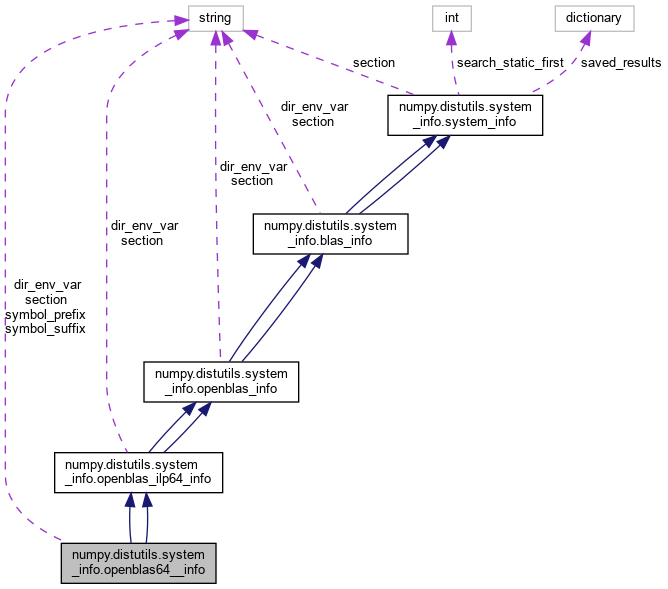 string
int
dictionary
section
search_static_first
saved_results
numpy.distutils.system
_info.system_info
dir_env_var
section
dir_env_var
section
numpy.distutils.system
_info.blas_info
dir_env_var
section
dir_env_var
section
symbol_prefix
symbol_suffix
numpy.distutils.system
_info.openblas_info
numpy.distutils.system
_info.openblas_ilp64_info
numpy.distutils.system
_info.openblas64__info